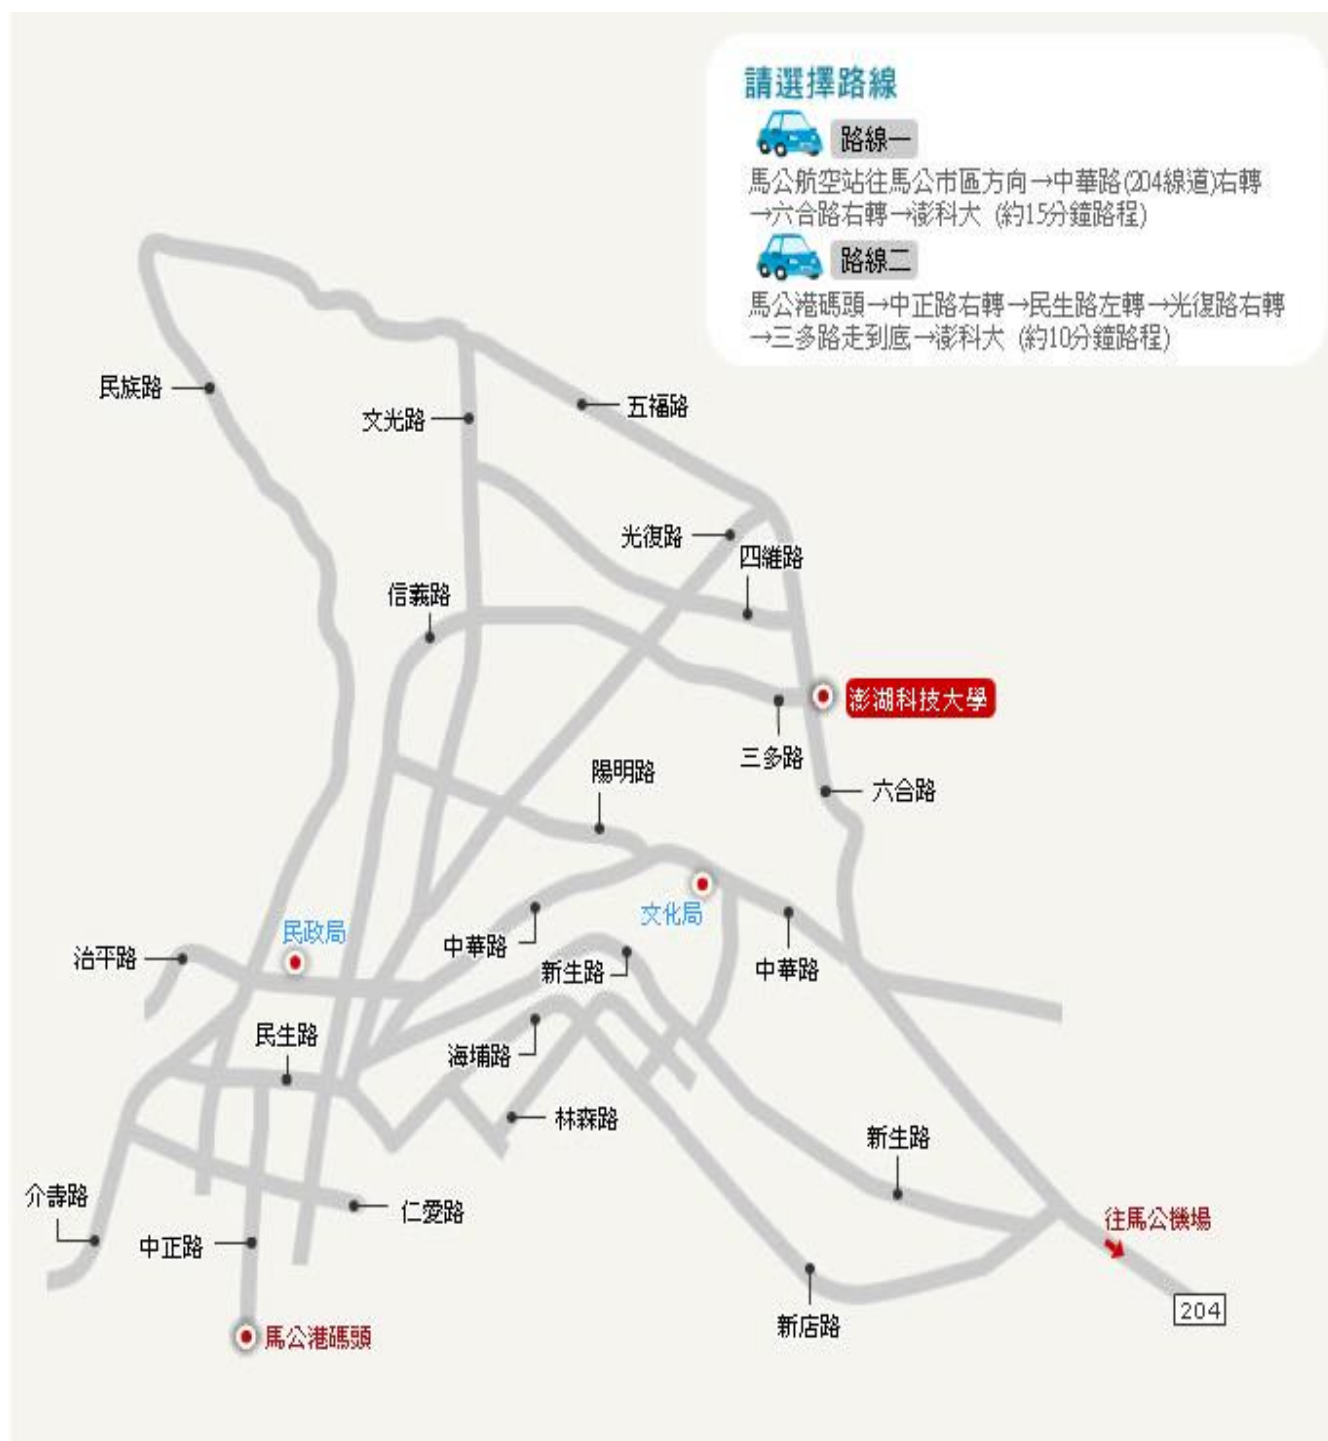 請選擇路線
路線一
馬公航空站往馬公市區方向→中華路(204線道)右轉
→六合路右轉→澎科大 (約15分鐘路程)
路線二
馬公港碼頭→中正路右轉→民生路左轉→光復路右轉
→三多路走到底→澎科大 (約10分鐘路程)
民族路
文光路
五福路
光復路
四維路
信義路
澎湖科技大學
三多路
陽明路
六合路
文化局
民政局
中華路
治平路
新生路
中華路
民生路
海埔路
林森路
新生路
介壽路
仁愛路
往馬公機場
中正路
204
新店路
馬公港碼頭